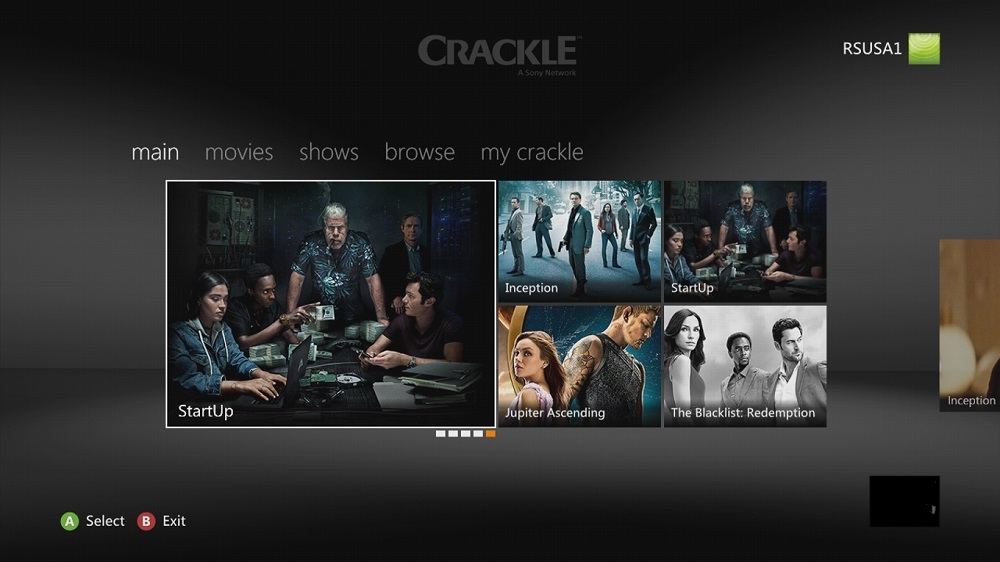 CRACKLE™
A Sony Network
RSUSA1
main movies shows browse my crackle
StartUp
Inception
StartUp
Jupiter Ascending
The Blacklist: Redemption
Inception
A Select B Exit